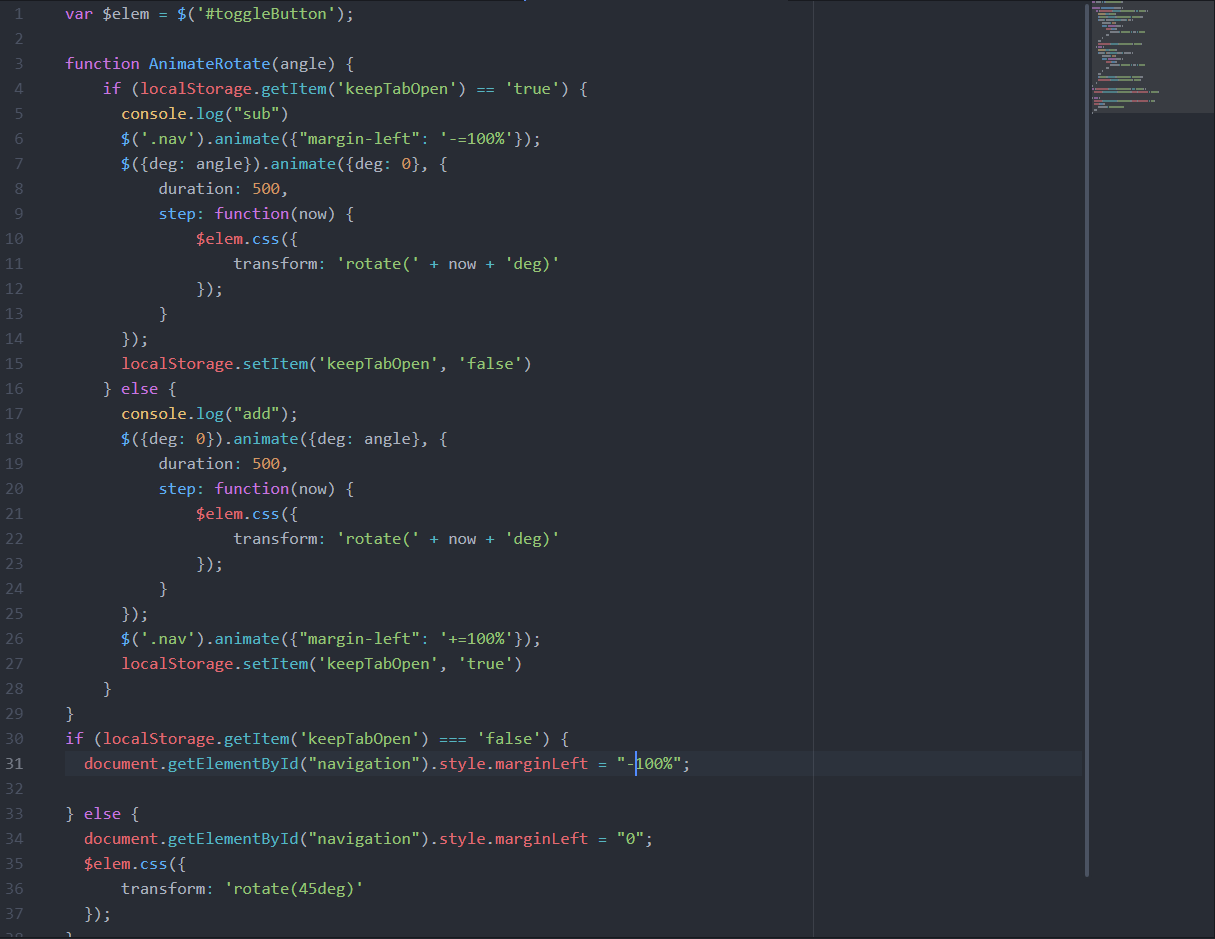 1 var $elem = $('#toggleButton');
2
3 function AnimateRotate(angle) {
4     if (localStorage.getItem('keepTabOpen') == 'true') {
5       console.log("sub")
6       $('.nav').animate({"margin-left": '-=100%'});
7       $({deg: angle}).animate({deg: 0}, {
8           duration: 500,
9           step: function(now) {
10               $elem.css({
11                   transform: 'rotate(' + now + 'deg)'
12               });
13           }
14       });
15       localStorage.setItem('keepTabOpen', 'false')
16     } else {
17       console.log("add");
18       $({deg: 0}).animate({deg: angle}, {
19           duration: 500,
20           step: function(now) {
21               $elem.css({
22                   transform: 'rotate(' + now + 'deg)'
23               });
24           }
25       });
26       $('.nav').animate({"margin-left": '+=100%'});
27       localStorage.setItem('keepTabOpen', 'true')
28     }
29 }
30 if (localStorage.getItem('keepTabOpen') === 'false') {
31   document.getElementById("navigation").style.marginLeft = "-100%";
32
33 } else {
34   document.getElementById("navigation").style.marginLeft = "0";
35   $elem.css({
36       transform: 'rotate(45deg)'
37   });